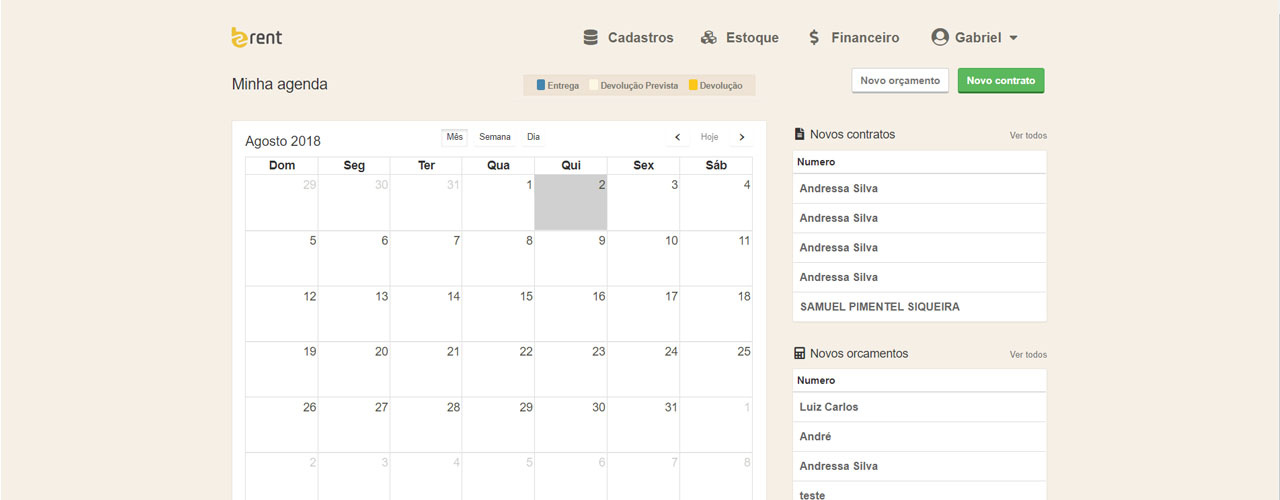 brent Cadastros Estoque Financeiro Gabriel
Minha agenda Entrega Devolução Prevista Devolução Novo orçamento Novo contrato
Agosto 2018 Mês Semana Dia Hoje
Dom Seg Ter Qua Qui Sex Sáb
29 30 31 1 2 3 4
5 6 7 8 9 10 11
12 13 14 15 16 17 18
19 20 21 22 23 24 25
26 27 28 29 30 31 1
2 3 4 5 6 7 8
Novos contratos Ver todos
Numero
Andressa Silva
Andressa Silva
Andressa Silva
Andressa Silva
SAMUEL PIMENTEL SIQUEIRA
Novos orcamentos Ver todos
Numero
Luiz Carlos
André
Andressa Silva
teste